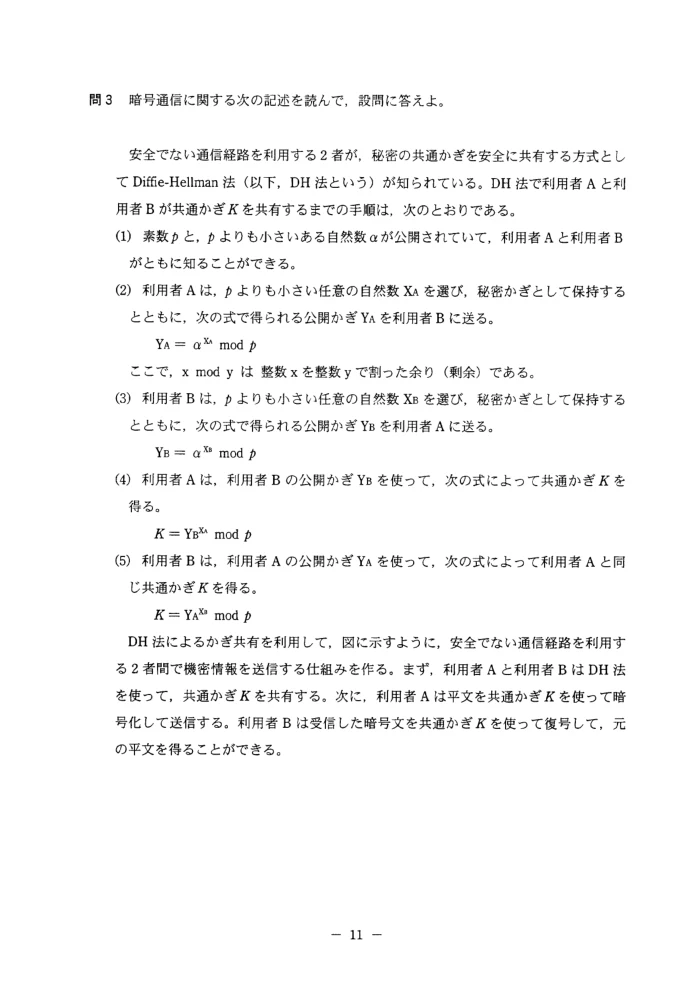 問3 暗号通信に関する次の記述を読んで，設問に答えよ。
安全でない通信経路を利用する2者が，秘密の共通かぎを安全に共有する方式とし
て Diffie-Hellman 法（以下，DH 法という）が知られている。DH 法で利用者 A と利
用者 B が共通かぎ K を共有するまでの手順は，次のとおりである。
(1) 素数 p と，p よりも小さいある自然数 α が公開されていて，利用者 A と利用者 B
がともに知ることができる。
(2) 利用者 A は，p よりも小さい任意の自然数 XA を選び，秘密かぎとして保持する
とともに，次の式で得られる公開かぎ YA を利用者 B に送る。
YA = α^XA mod p
ここで，x mod y は 整数 x を整数 y で割った余り（剰余）である。
(3) 利用者 B は，p よりも小さい任意の自然数 XB を選び，秘密かぎとして保持する
とともに，次の式で得られる公開かぎ YB を利用者 A に送る。
YB = α^XB mod p
(4) 利用者 A は，利用者 B の公開かぎ YB を使って，次の式によって共通かぎ K を
得る。
K = YB^XA mod p
(5) 利用者 B は，利用者 A の公開かぎ YA を使って，次の式によって利用者 A と同
じ共通かぎ K を得る。
K = YA^XB mod p
DH 法によるかぎ共有を利用して，図に示すように，安全でない通信経路を利用す
る2者間で機密情報を送信する仕組みを作る。まず，利用者 A と利用者 B は DH 法
を使って，共通かぎ K を共有する。次に，利用者 A は平文を共通かぎ K を使って暗
号化して送信する。利用者 B は受信した暗号文を共通かぎ K を使って復号して，元
の平文を得ることができる。
― 11 ―